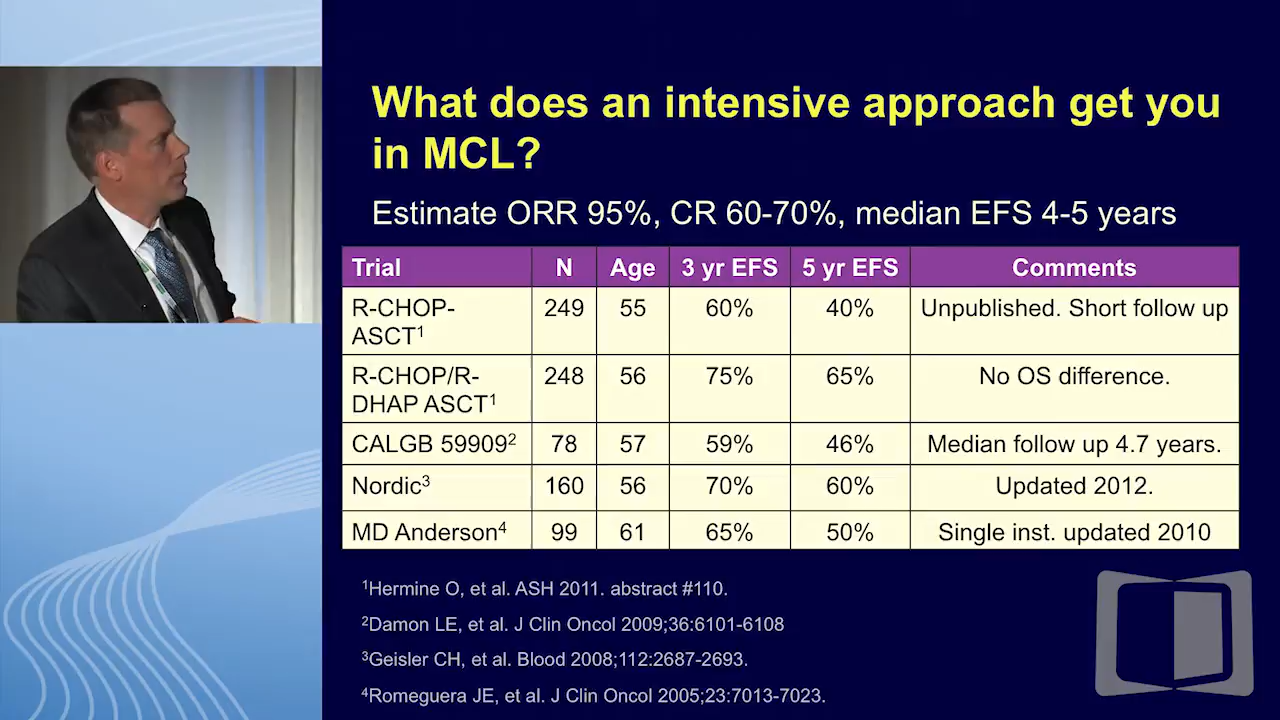 What does an intensive approach get you
in MCL?
Estimate ORR 95%, CR 60-70%, median EFS 4-5 years
Trial N Age 3 yr EFS 5 yr EFS Comments
R-CHOP-
ASCT¹ 249 55 60% 40% Unpublished. Short follow up
R-CHOP/R-
DHAP ASCT¹ 248 56 75% 65% No OS difference.
CALGB 59909² 78 57 59% 46% Median follow up 4.7 years.
Nordic³ 160 56 70% 60% Updated 2012.
MD Anderson⁴ 99 61 65% 50% Single inst. updated 2010
¹Hermine O, et al. ASH 2011. abstract #110.
²Damon LE, et al. J Clin Oncol 2009;36:6101-6108
³Geisler CH, et al. Blood 2008;112:2687-2693.
⁴Romeguera JE, et al. J Clin Oncol 2005;23:7013-7023.